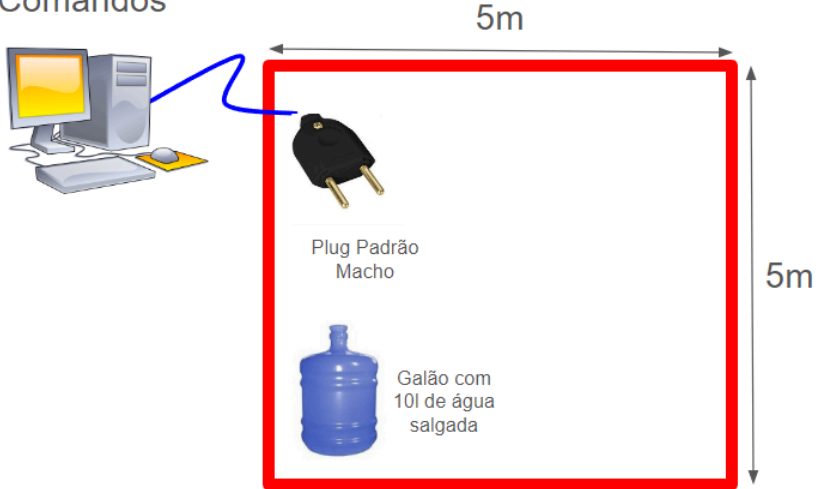 Comandos
5m
Plug Padrão
Macho
5m
Galão com
10l de água
salgada